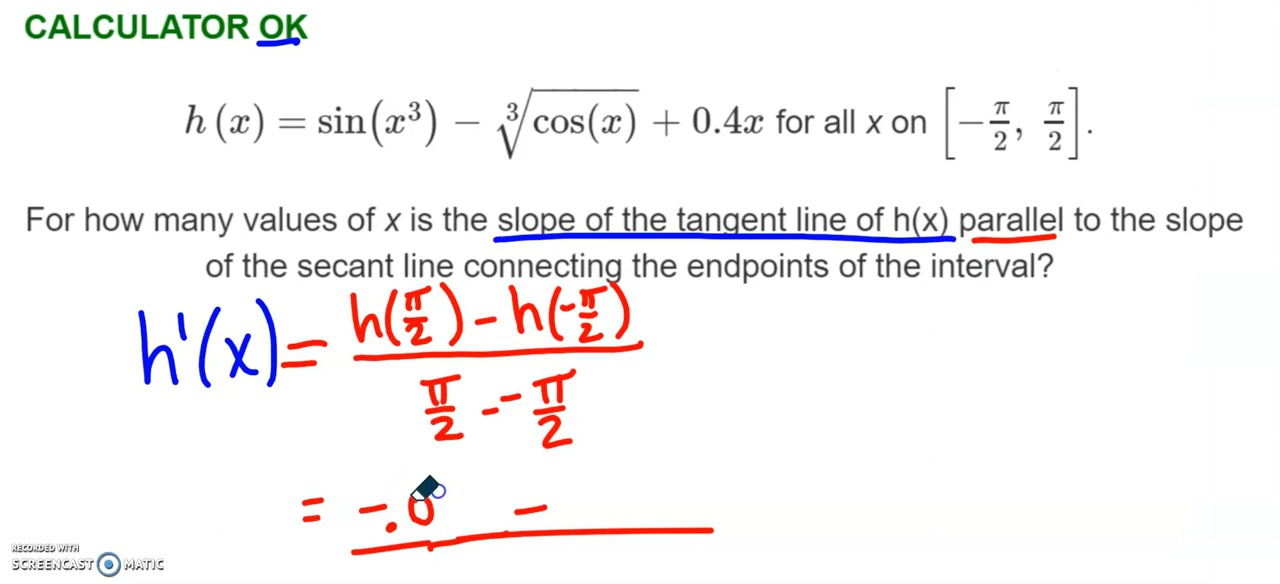 CALCULATOR OK
h (x) = sin(x³) − ∛cos(x) + 0.4x for all x on [−π/2, π/2].
For how many values of x is the slope of the tangent line of h(x) parallel to the slope
of the secant line connecting the endpoints of the interval?
h'(x) = (h(π/2) - h(-π/2)) / (π/2 - -π/2)
= -.0 -
RECORDED WITH
SCREENCAST MATIC